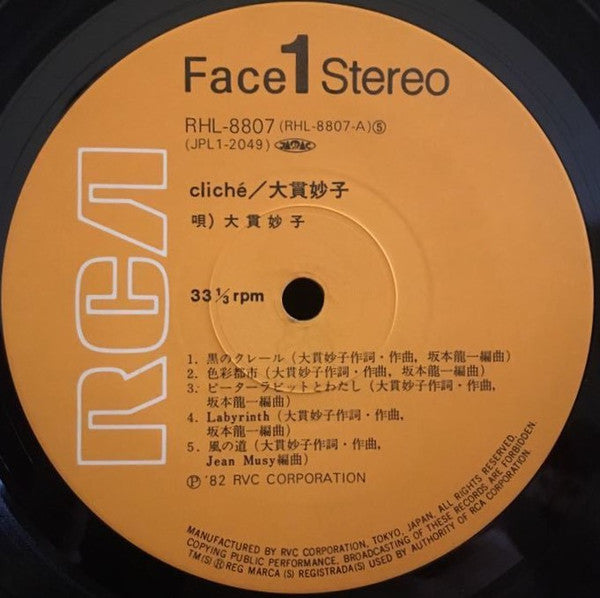 Face 1 Stereo
RHL-8807 (RHL-8807-A)⑤
(JPL1-2049) JASRAC
cliché/大貫妙子
唄) 大貫妙子
RCA
33 1/3 rpm
1. 黒のクレール (大貫妙子作詞・作曲, 坂本龍一編曲)
2. 色彩都市 (大貫妙子作詞・作曲, 坂本龍一編曲)
3. ピーターラビットとわたし (大貫妙子作詞・作曲,
坂本龍一編曲)
4. Labyrinth (大貫妙子作詞・作曲,
坂本龍一編曲)
5. 風の道 (大貫妙子作詞・作曲,
Jean Musy編曲)
Ⓟ '82 RVC CORPORATION
MANUFACTURED BY RVC CORPORATION, TOKYO, JAPAN, ALL RIGHTS RESERVED,
COPYING PUBLIC PERFORMANCE, BROADCASTING OF THESE RECORDS ARE FORBIDDEN.
TM(S)ⓇREG MARCA(S) REGISTRADA(S) USED BY AUTHORITY OF RCA CORPORATION.